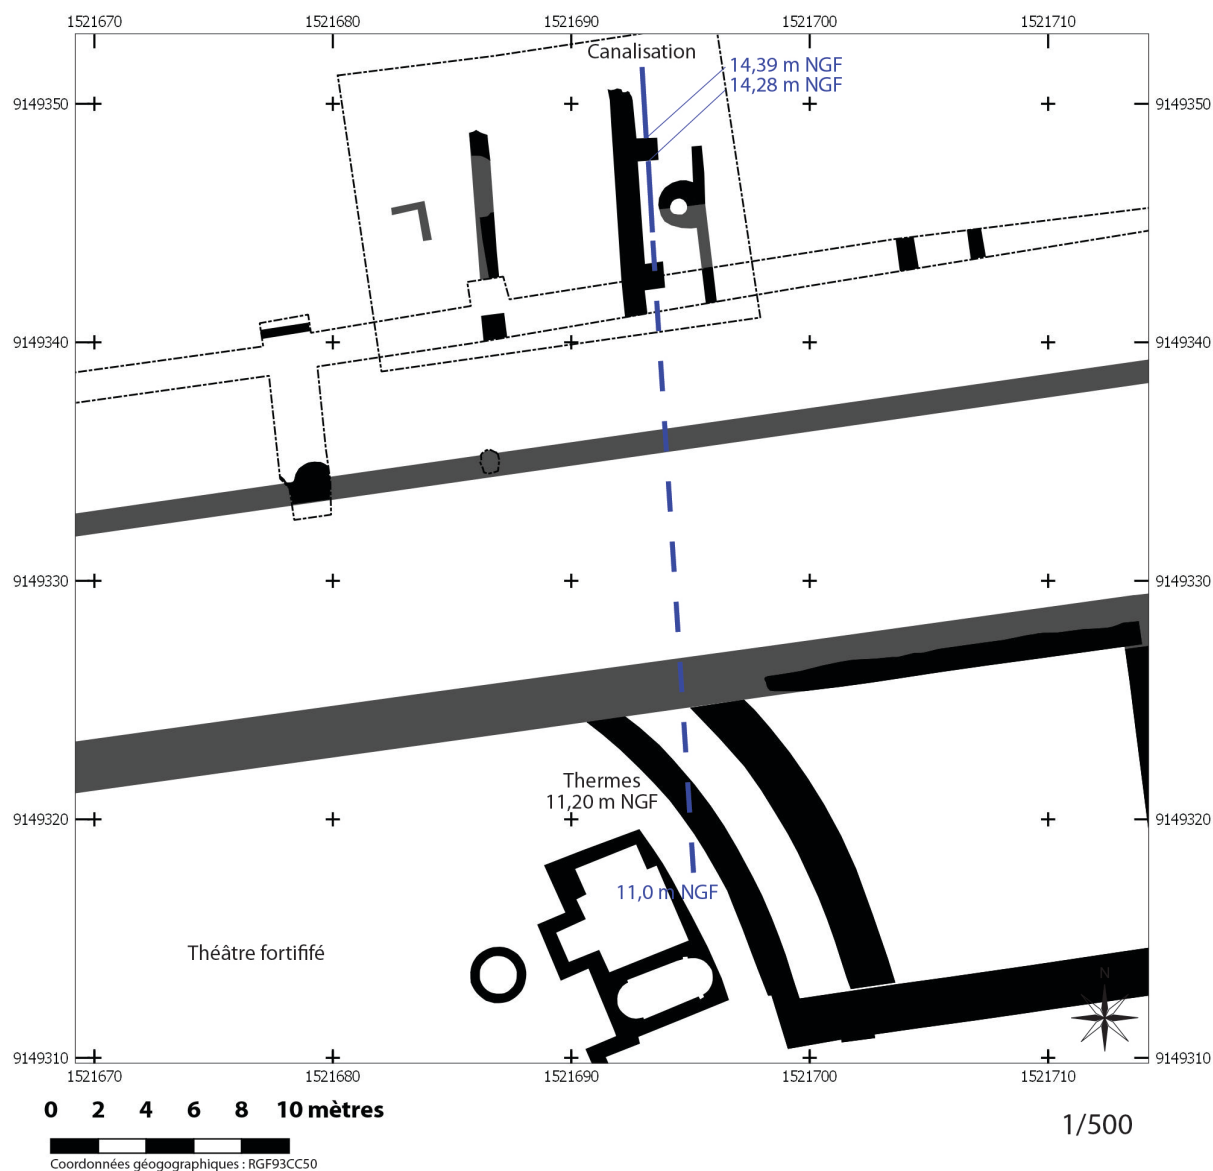 1521670 1521680 1521690 1521700 1521710
Canalisation
14,39 m NGF
14,28 m NGF
9149350 9149350
9149340 9149340
9149330 9149330
Thermes
11,20 m NGF
9149320 9149320
11,0 m NGF
Théâtre fortififé
N
9149310 9149310
1521670 1521680 1521690 1521700 1521710
0 2 4 6 8 10 mètres
1/500
Coordonnées géogographiques : RGF93CC50